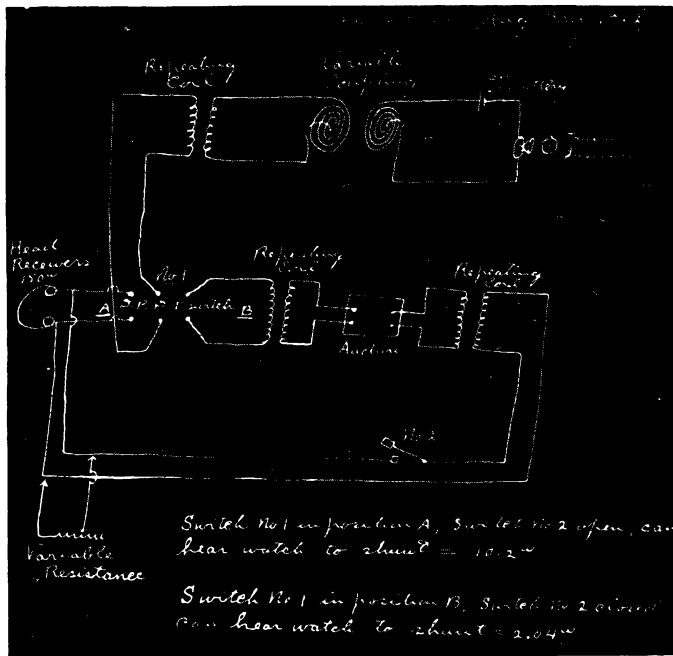 Repeating
Coil
Variable
Coupling
Battery
Head
Receivers
150ω
No 1
A D.P.D.T. switch B
Repeating
Coil
Audion
Repeating
Coil
No 2
Variable
Resistance
Switch No 1 in position A, Switch No 2 open, can
hear watch to shunt = 10.2ω
Switch No 1 in position B, Switch No 2 closed
can hear watch to shunt = 2.04ω